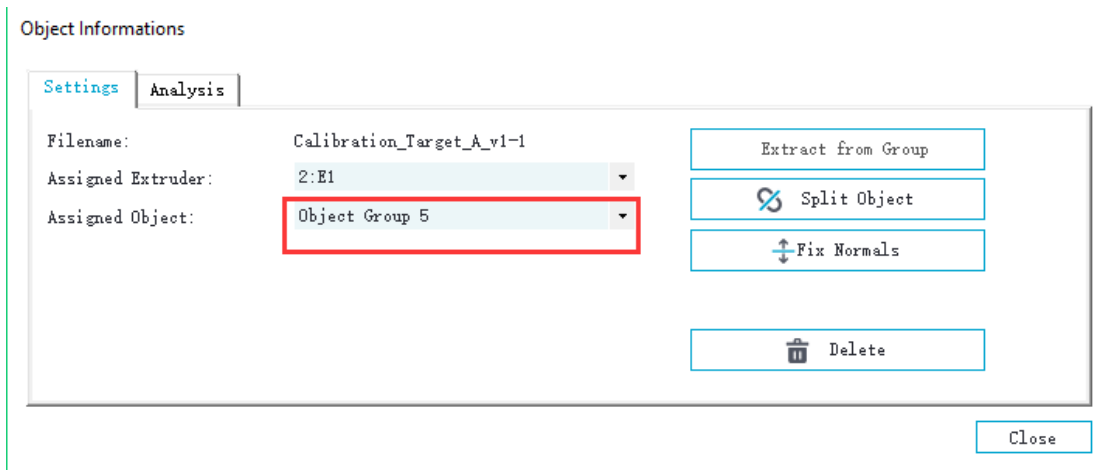 Object Informations
Settings
Analysis
Filename: Calibration_Target_A_v1-1
Extract from Group
Assigned Extruder: 2:E1
Split Object
Assigned Object: Object Group 5
Fix Normals
Delete
Close